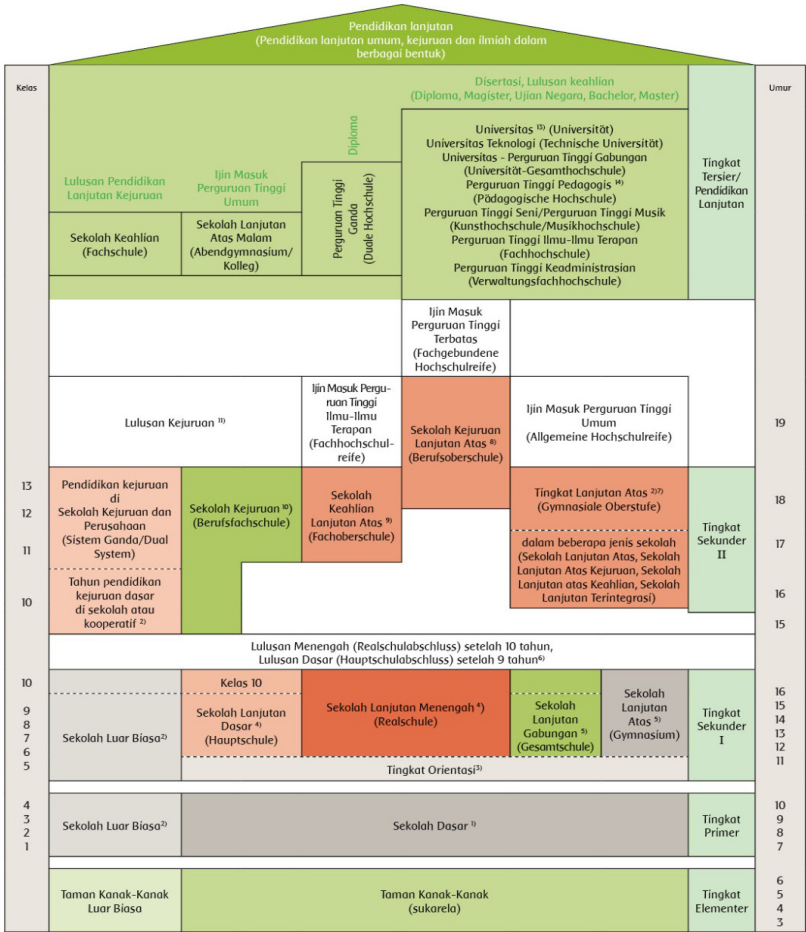 Pendidikan lanjutan
(Pendidikan lanjutan umum, kejuruan dan ilmiah dalam
berbagai bentuk)
Kelas
Umur
Disertasi, Lulusan keahlian
(Diploma, Magister, Ujian Negara, Bachelor, Master)
Lulusan Pendidikan
Lanjutan Kejuruan
Ijin Masuk
Perguruan Tinggi
Umum
Diploma
Sekolah Keahlian
(Fachschule)
Sekolah Lanjutan
Atas Malam
(Abendgymnasium/
Kolleg)
Perguruan Tinggi
Ganda
(Duale Hochschule)
Universitas 13) (Universität)
Universitas Teknologi (Technische Universität)
Universitas - Perguruan Tinggi Gabungan
(Universität-Gesamthochschule)
Perguruan Tinggi Pedagogis 14)
(Pädagogische Hochschule)
Perguruan Tinggi Seni/Perguruan Tinggi Musik
(Kunsthochschule/Musikhochschule)
Perguruan Tinggi Ilmu-Ilmu Terapan
(Fachhochschule)
Perguruan Tinggi Keadministrasian
(Verwaltungsfachhochschule)
Tingkat
Tersier/
Pendidikan
Lanjutan
Ijin Masuk
Perguruan Tinggi
Terbatas
(Fachgebundene
Hochschulreife)
Lulusan Kejuruan 11)
Ijin Masuk Pergu-
ruan Tinggi
Ilmu-Ilmu
Terapan
(Fachhochschul-
reife)
Sekolah Kejuruan
Lanjutan Atas 8)
(Berufsoberschule)
Ijin Masuk Perguruan Tinggi
Umum
(Allgemeine Hochschulreife)
19
13
12
11
10
Pendidikan kejuruan
di
Sekolah Kejuruan dan
Perusahaan
(Sistem Ganda/Dual
System)
Tahun pendidikan
kejuruan dasar
di sekolah atau
kooperatif 2)
Sekolah Kejuruan 10)
(Berufsfachschule)
Sekolah
Keahlian
Lanjutan Atas 9)
(Fachoberschule)
Tingkat Lanjutan Atas 2)7)
(Gymnasiale Oberstufe)
dalam beberapa jenis sekolah
(Sekolah Lanjutan Atas, Sekolah
Lanjutan Atas Kejuruan, Sekolah
Lanjutan atas Keahlian, Sekolah
Lanjutan Terintegrasi)
Tingkat
Sekunder
II
18
17
16
15
Lulusan Menengah (Realschulabschluss) setelah 10 tahun,
Lulusan Dasar (Hauptschulabschluss) setelah 9 tahun6)
10
9
8
7
6
5
Sekolah Luar Biasa2)
Kelas 10
Sekolah Lanjutan
Dasar 4)
(Hauptschule)
Sekolah Lanjutan Menengah 4)
(Realschule)
Sekolah
Lanjutan
Gabungan 5)
(Gesamtschule)
Sekolah
Lanjutan
Atas 5)
(Gymnasium)
Tingkat Orientasi3)
Tingkat
Sekunder
I
16
15
14
13
12
11
4
3
2
1
Sekolah Luar Biasa2)
Sekolah Dasar 1)
Tingkat
Primer
10
9
8
7
Taman Kanak-Kanak
Luar Biasa
Taman Kanak-Kanak
(sukarela)
Tingkat
Elementer
6
5
4
3